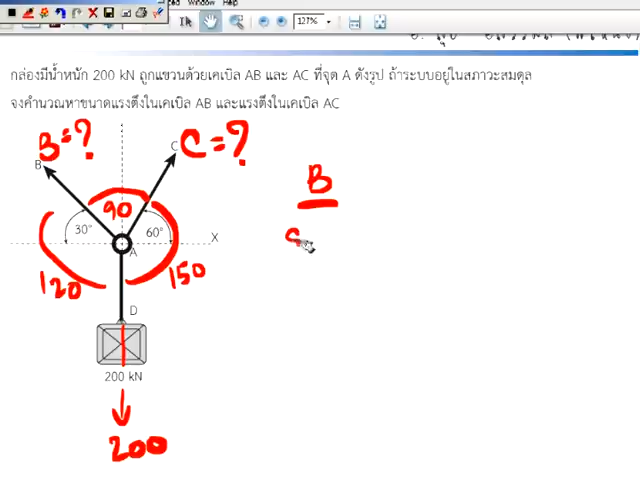 Window Help
127%
กล่องมีน้ำหนัก 200 kN ถูกแขวนด้วยเคเบิล AB และ AC ที่จุด A ดังรูป ถ้าระบบอยู่ในสภาวะสมดุล
จงคำนวณหาขนาดแรงตึงในเคเบิล AB และแรงตึงในเคเบิล AC
B=?
C=?
B
C
B
90
30°
60°
X
A
120
150
D
200 kN
200